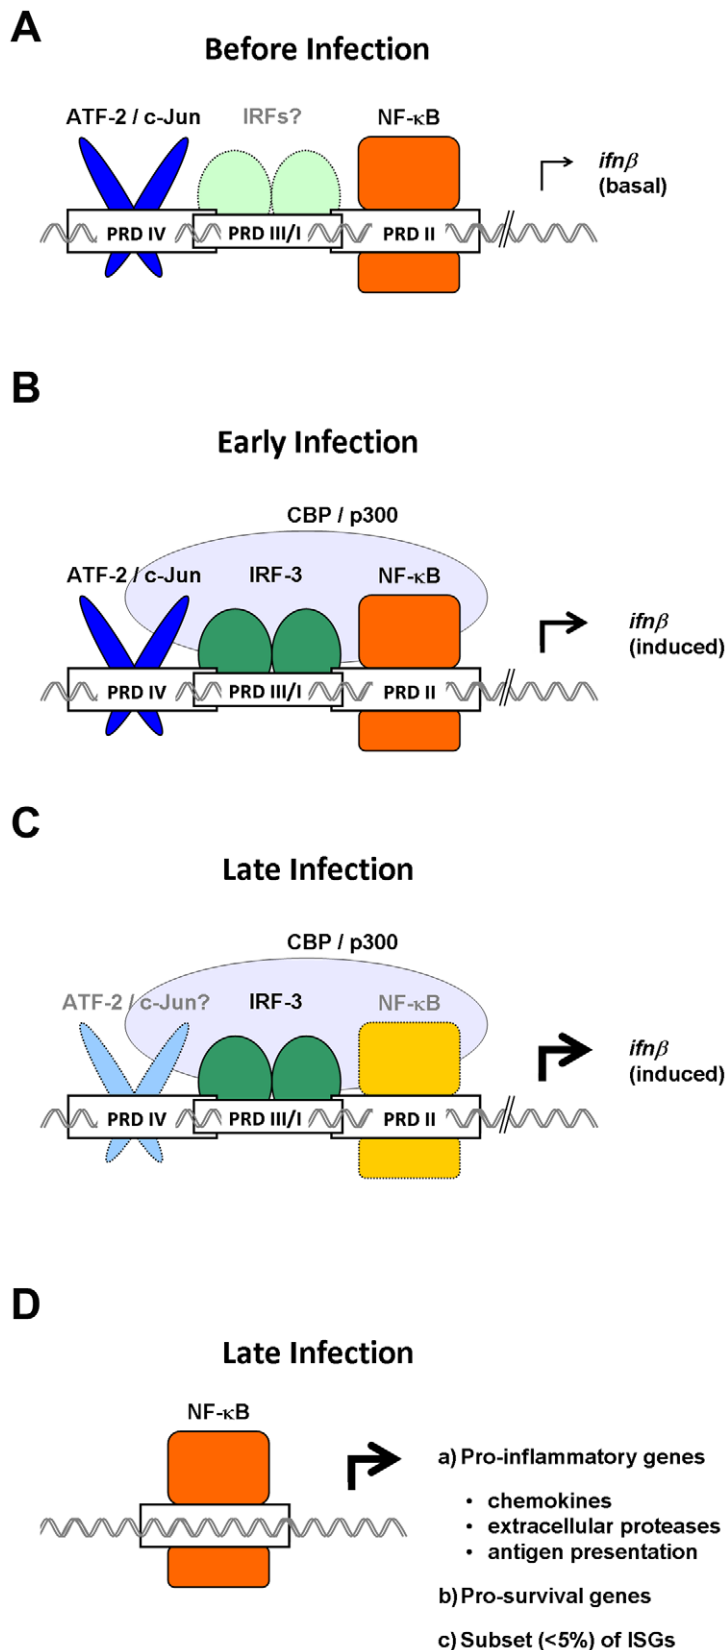 A
Before Infection
ATF-2 / c-Jun IRFs? NF-κB
ifnβ
(basal)
PRD IV PRD III/I PRD II
B
Early Infection
CBP / p300
ATF-2 / c-Jun IRF-3 NF-κB
ifnβ
(induced)
PRD IV PRD III/I PRD II
C
Late Infection
CBP / p300
ATF-2 / c-Jun? IRF-3 NF-κB
ifnβ
(induced)
PRD IV PRD III/I PRD II
D
Late Infection
NF-κB
a) Pro-inflammatory genes
• chemokines
• extracellular proteases
• antigen presentation
b) Pro-survival genes
c) Subset (<5%) of ISGs